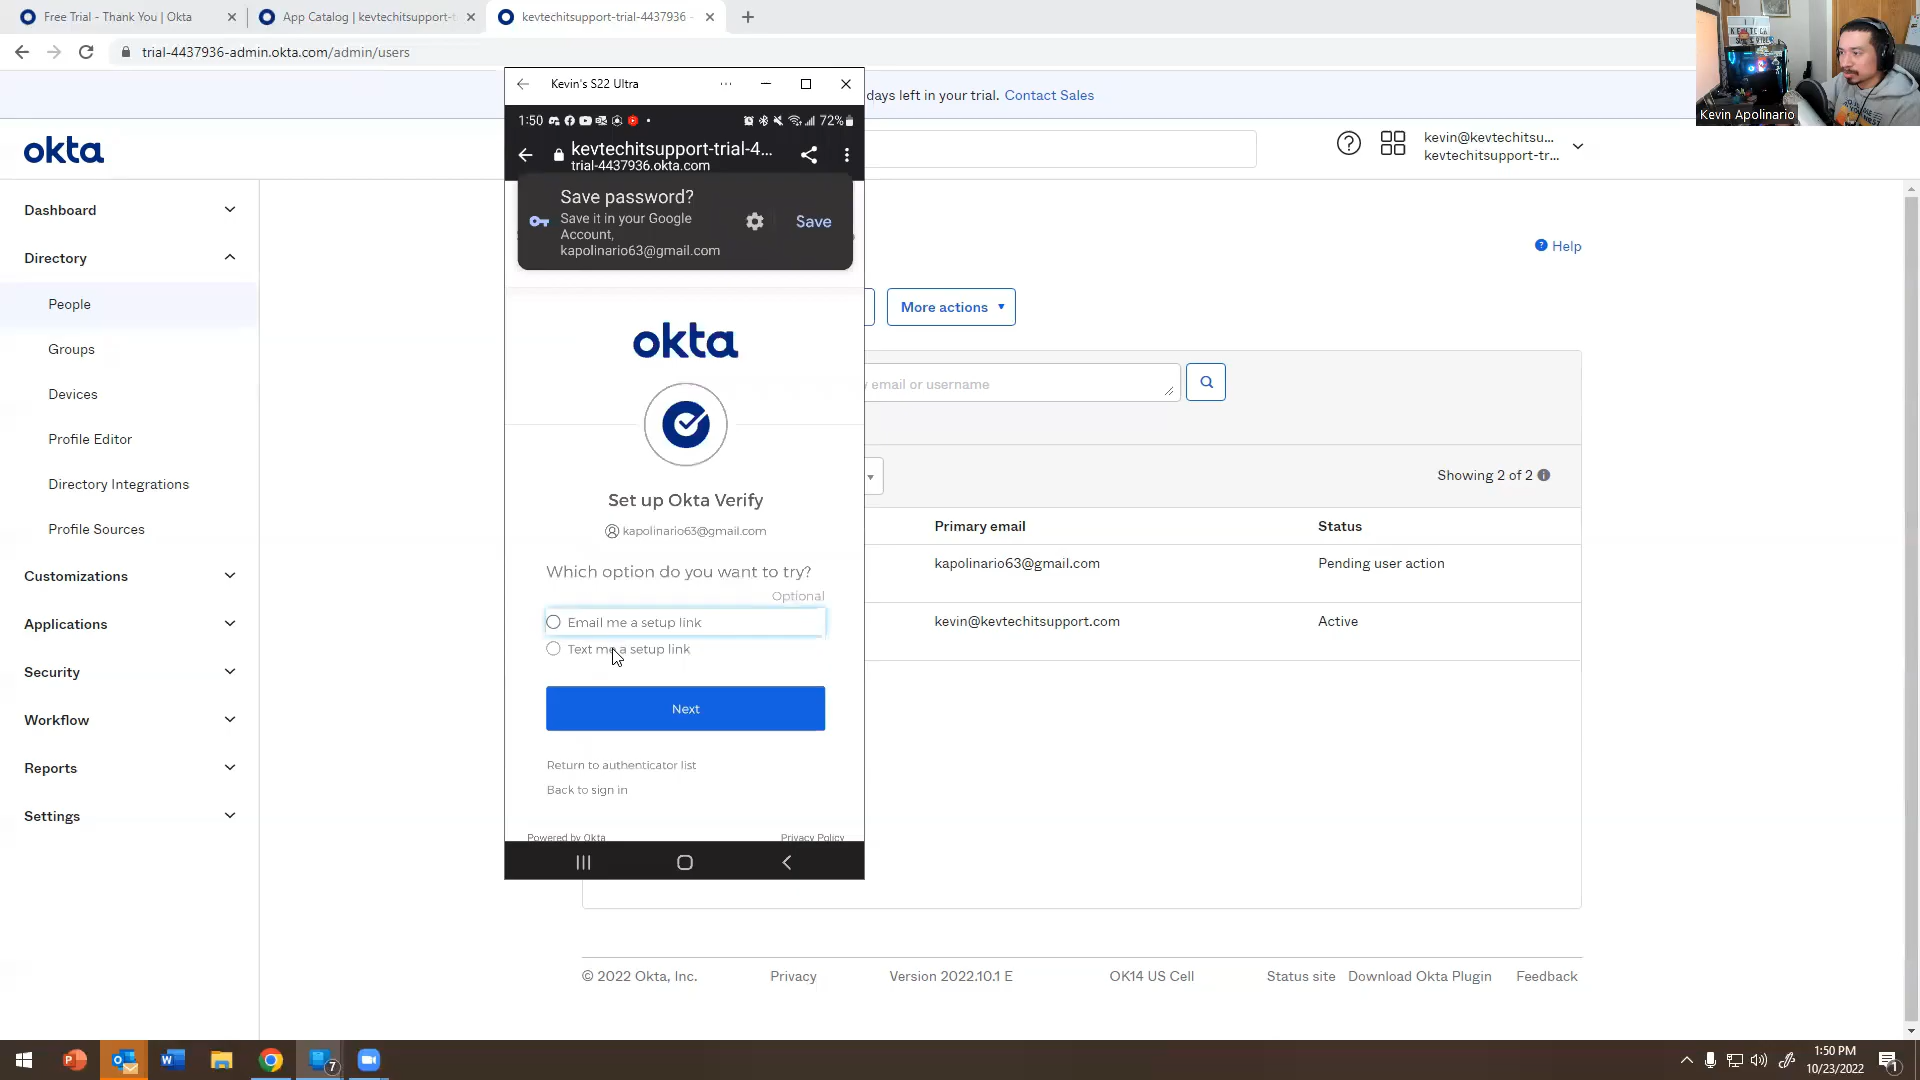 Free Trial - Thank You | Okta
App Catalog | kevtechitsupport-t
kevtechitsupport-trial-4437936 -
trial-4437936-admin.okta.com/admin/users
days left in your trial. Contact Sales
okta
kevin@kevtechitsu...
kevtechitsupport-tr...
Kevin Apolinario
Dashboard
Directory
People
Groups
Devices
Profile Editor
Directory Integrations
Profile Sources
Customizations
Applications
Security
Workflow
Reports
Settings
Kevin's S22 Ultra
1:50
72%
kevtechitsupport-trial-4...
trial-4437936.okta.com
Save password?
Save it in your Google
Account,
kapolinario63@gmail.com
Save
okta
Set up Okta Verify
kapolinario63@gmail.com
Which option do you want to try?
Optional
Email me a setup link
Text me a setup link
Next
Return to authenticator list
Back to sign in
Powered by Okta
Privacy Policy
Help
More actions
email or username
Showing 2 of 2
Primary email
Status
kapolinario63@gmail.com
Pending user action
kevin@kevtechitsupport.com
Active
© 2022 Okta, Inc.
Privacy
Version 2022.10.1 E
OK14 US Cell
Status site
Download Okta Plugin
Feedback
7
1:50 PM
10/23/2022
1